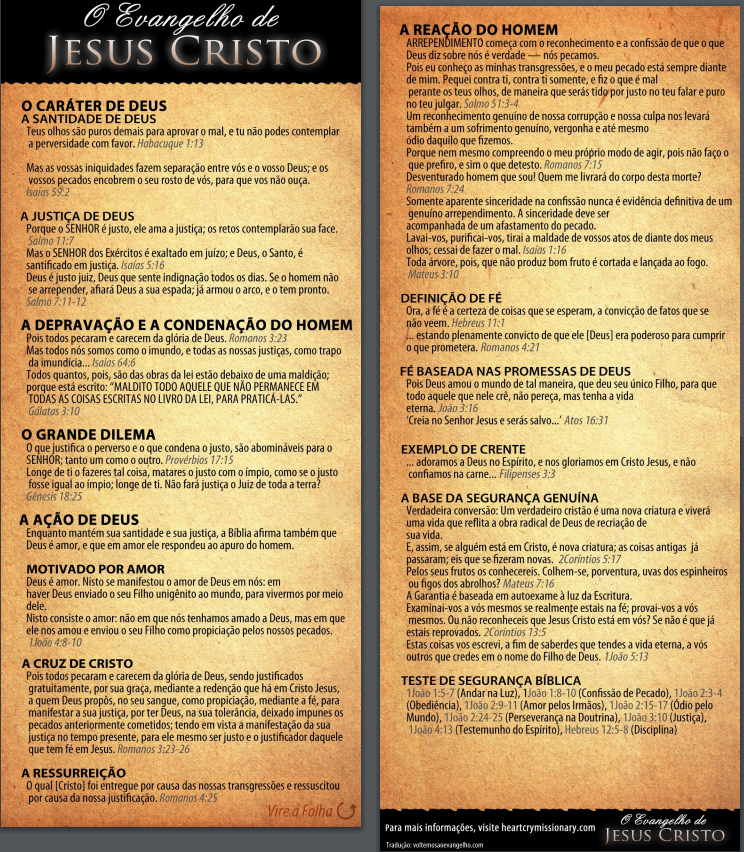 O Evangelho de
JESUS CRISTO
O CARÁTER DE DEUS
A SANTIDADE DE DEUS
Teus olhos são puros demais para aprovar o mal, e tu não podes contemplar
a perversidade com favor. Habacuque 1:13
Mas as vossas iniquidades fazem separação entre vós e o vosso Deus; e os
vossos pecados encobrem o seu rosto de vós, para que vos não ouça.
Isaías 59:2
A JUSTIÇA DE DEUS
Porque o SENHOR é justo, ele ama a justiça; os retos contemplarão sua face.
Salmo 11:7
Mas o SENHOR dos Exércitos é exaltado em juízo; e Deus, o Santo, é
santificado em justiça. Isaías 5:16
Deus é justo juiz, Deus que sente indignação todos os dias. Se o homem não
se arrepender, afiará Deus a sua espada; já armou o arco, e o tem pronto.
Salmo 7:11-12
A DEPRAVAÇÃO E A CONDENAÇÃO DO HOMEM
Pois todos pecaram e carecem da glória de Deus. Romanos 3:23
Mas todos nós somos como o imundo, e todas as nossas justiças, como trapo
da imundícia... Isaías 64:6
Todos quantos, pois, são das obras da lei estão debaixo de uma maldição;
porque está escrito: “MALDITO TODO AQUELE QUE NÃO PERMANECE EM
TODAS AS COISAS ESCRITAS NO LIVRO DA LEI, PARA PRATICÁ-LAS.”
Gálatas 3:10
O GRANDE DILEMA
O que justifica o perverso e o que condena o justo, são abomináveis para o
SENHOR; tanto um como o outro. Provérbios 17:15
Longe de ti o fazeres tal coisa, matares o justo com o ímpio, como se o justo
fosse igual ao ímpio; longe de ti. Não fará justiça o Juiz de toda a terra?
Gênesis 18:25
A AÇÃO DE DEUS
Enquanto mantém sua santidade e sua justiça, a Bíblia afirma também que
Deus é amor, e que em amor ele respondeu ao apuro do homem.
MOTIVADO POR AMOR
Deus é amor. Nisto se manifestou o amor de Deus em nós: em
haver Deus enviado o seu Filho unigênito ao mundo, para vivermos por meio
dele.
Nisto consiste o amor: não em que nós tenhamos amado a Deus, mas em que
ele nos amou e enviou o seu Filho como propiciação pelos nossos pecados.
1João 4:8-10
A CRUZ DE CRISTO
Pois todos pecaram e carecem da glória de Deus, sendo justificados
gratuitamente, por sua graça, mediante a redenção que há em Cristo Jesus,
a quem Deus propôs, no seu sangue, como propiciação, mediante a fé, para
manifestar a sua justiça, por ter Deus, na sua tolerância, deixado impunes os
pecados anteriormente cometidos; tendo em vista a manifestação da sua
justiça no tempo presente, para ele mesmo ser justo e o justificador daquele
que tem fé em Jesus. Romanos 3:23-26
A RESSURREIÇÃO
O qual [Cristo] foi entregue por causa das nossas transgressões e ressuscitou
por causa da nossa justificação. Romanos 4:25
Vire a Folha
A REAÇÃO DO HOMEM
ARREPENDIMENTO começa com o reconhecimento e a confissão de que o que
Deus diz sobre nós é verdade — nós pecamos.
Pois eu conheço as minhas transgressões, e o meu pecado está sempre diante
de mim. Pequei contra ti, contra ti somente, e fiz o que é mal
perante os teus olhos, de maneira que serás tido por justo no teu falar e puro
no teu julgar. Salmo 51:3-4
Um reconhecimento genuíno de nossa corrupção e nossa culpa nos levará
também a um sofrimento genuíno, vergonha e até mesmo
ódio daquilo que fizemos.
Porque nem mesmo compreendo o meu próprio modo de agir, pois não faço o
que prefiro, e sim o que detesto. Romanos 7:15
Desventurado homem que sou! Quem me livrará do corpo desta morte?
Romanos 7:24
Somente aparente sinceridade na confissão nunca é evidência definitiva de um
genuíno arrependimento. A sinceridade deve ser
acompanhada de um afastamento do pecado.
Lavai-vos, purificai-vos, tirai a maldade de vossos atos de diante dos meus
olhos; cessai de fazer o mal. Isaías 1:16
Toda árvore, pois, que não produz bom fruto é cortada e lançada ao fogo.
Mateus 3:10
DEFINIÇÃO DE FÉ
Ora, a fé é a certeza de coisas que se esperam, a convicção de fatos que se
não veem. Hebreus 11:1
... estando plenamente convicto de que ele [Deus] era poderoso para cumprir
o que prometera. Romanos 4:21
FÉ BASEADA NAS PROMESSAS DE DEUS
Pois Deus amou o mundo de tal maneira, que deu seu único Filho, para que
todo aquele que nele crê, não pereça, mas tenha a vida
eterna. João 3:16
‘Creia no Senhor Jesus e serás salvo...’ Atos 16:31
EXEMPLO DE CRENTE
... adoramos a Deus no Espírito, e nos gloriamos em Cristo Jesus, e não
confiamos na carne... Filipenses 3:3
A BASE DA SEGURANÇA GENUÍNA
Verdadeira conversão: Um verdadeiro cristão é uma nova criatura e viverá
uma vida que reflita a obra radical de Deus de recriação de
sua vida.
E, assim, se alguém está em Cristo, é nova criatura; as coisas antigas já
passaram; eis que se fizeram novas. 2Coríntios 5:17
Pelos seus frutos os conhecereis. Colhem-se, porventura, uvas dos espinheiros
ou figos dos abrolhos? Mateus 7:16
A Garantia é baseada em autoexame à luz da Escritura.
Examinai-vos a vós mesmos se realmente estais na fé; provai-vos a vós
mesmos. Ou não reconheceis que Jesus Cristo está em vós? Se não é que já
estais reprovados. 2Coríntios 13:5
Estas coisas vos escrevi, a fim de saberdes que tendes a vida eterna, a vós
outros que credes em o nome do Filho de Deus. 1João 5:13
TESTE DE SEGURANÇA BÍBLICA
1João 1:5-7 (Andar na Luz), 1João 1:8-10 (Confissão de Pecado), 1João 2:3-4
(Obediência), 1João 2:9-11 (Amor pelos Irmãos), 1João 2:15-17 (Ódio pelo
Mundo), 1João 2:24-25 (Perseverança na Doutrina), 1João 3:10 (Justiça),
1João 4:13 (Testemunho do Espírito), Hebreus 12:5-8 (Disciplina)
Para mais informações, visite heartcrymissionary.com
Tradução: voltemosaoevangelho.com
O Evangelho de
JESUS CRISTO